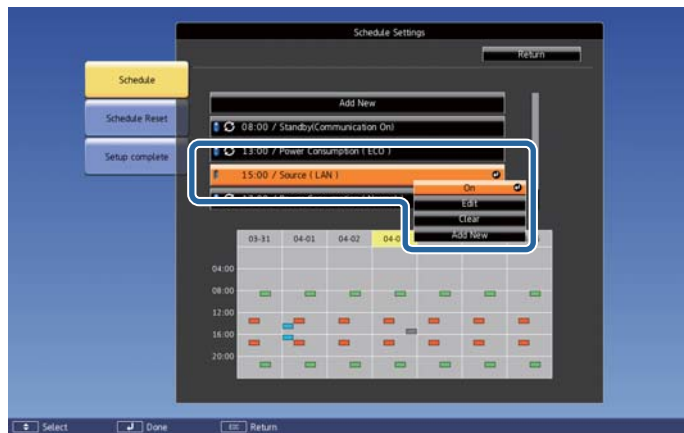 Schedule Settings
Return
Schedule
Schedule Reset
Setup complete
Add New
08:00 / Standby(Communication On)
13:00 / Power Consumption ( ECO )
15:00 / Source ( LAN )
On
Edit
Clear
Add New
03-31 04-01 04-02
04:00
08:00
12:00
16:00
20:00
Select Done Esc Return